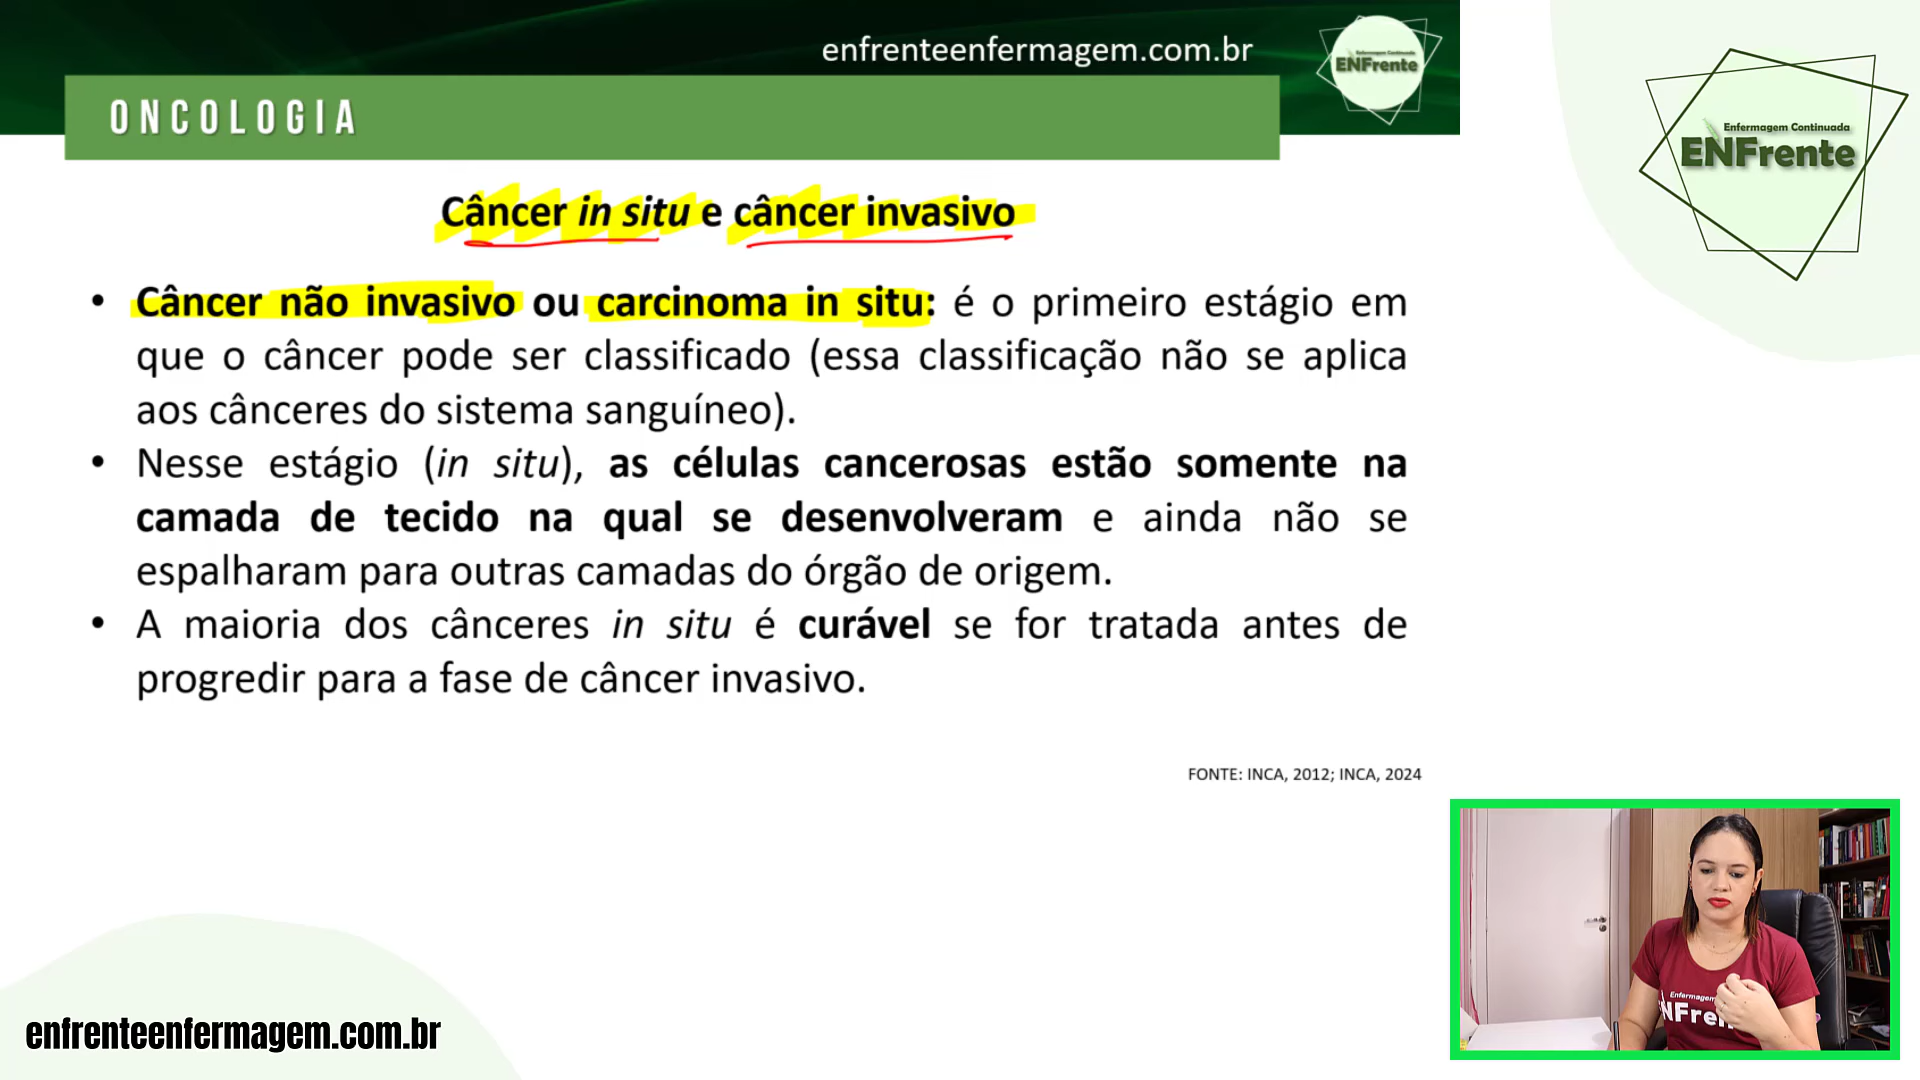 enfrenteenfermagem.com.br
Enfermagem Continuada
ENFrente
ONCOLOGIA
Enfermagem Continuada
ENFrente
Câncer in situ e câncer invasivo
• Câncer não invasivo ou carcinoma in situ: é o primeiro estágio em
que o câncer pode ser classificado (essa classificação não se aplica
aos cânceres do sistema sanguíneo).
• Nesse estágio (in situ), as células cancerosas estão somente na
camada de tecido na qual se desenvolveram e ainda não se
espalharam para outras camadas do órgão de origem.
• A maioria dos cânceres in situ é curável se for tratada antes de
progredir para a fase de câncer invasivo.
FONTE: INCA, 2012; INCA, 2024
Enfermagem
NFren
enfrenteenfermagem.com.br